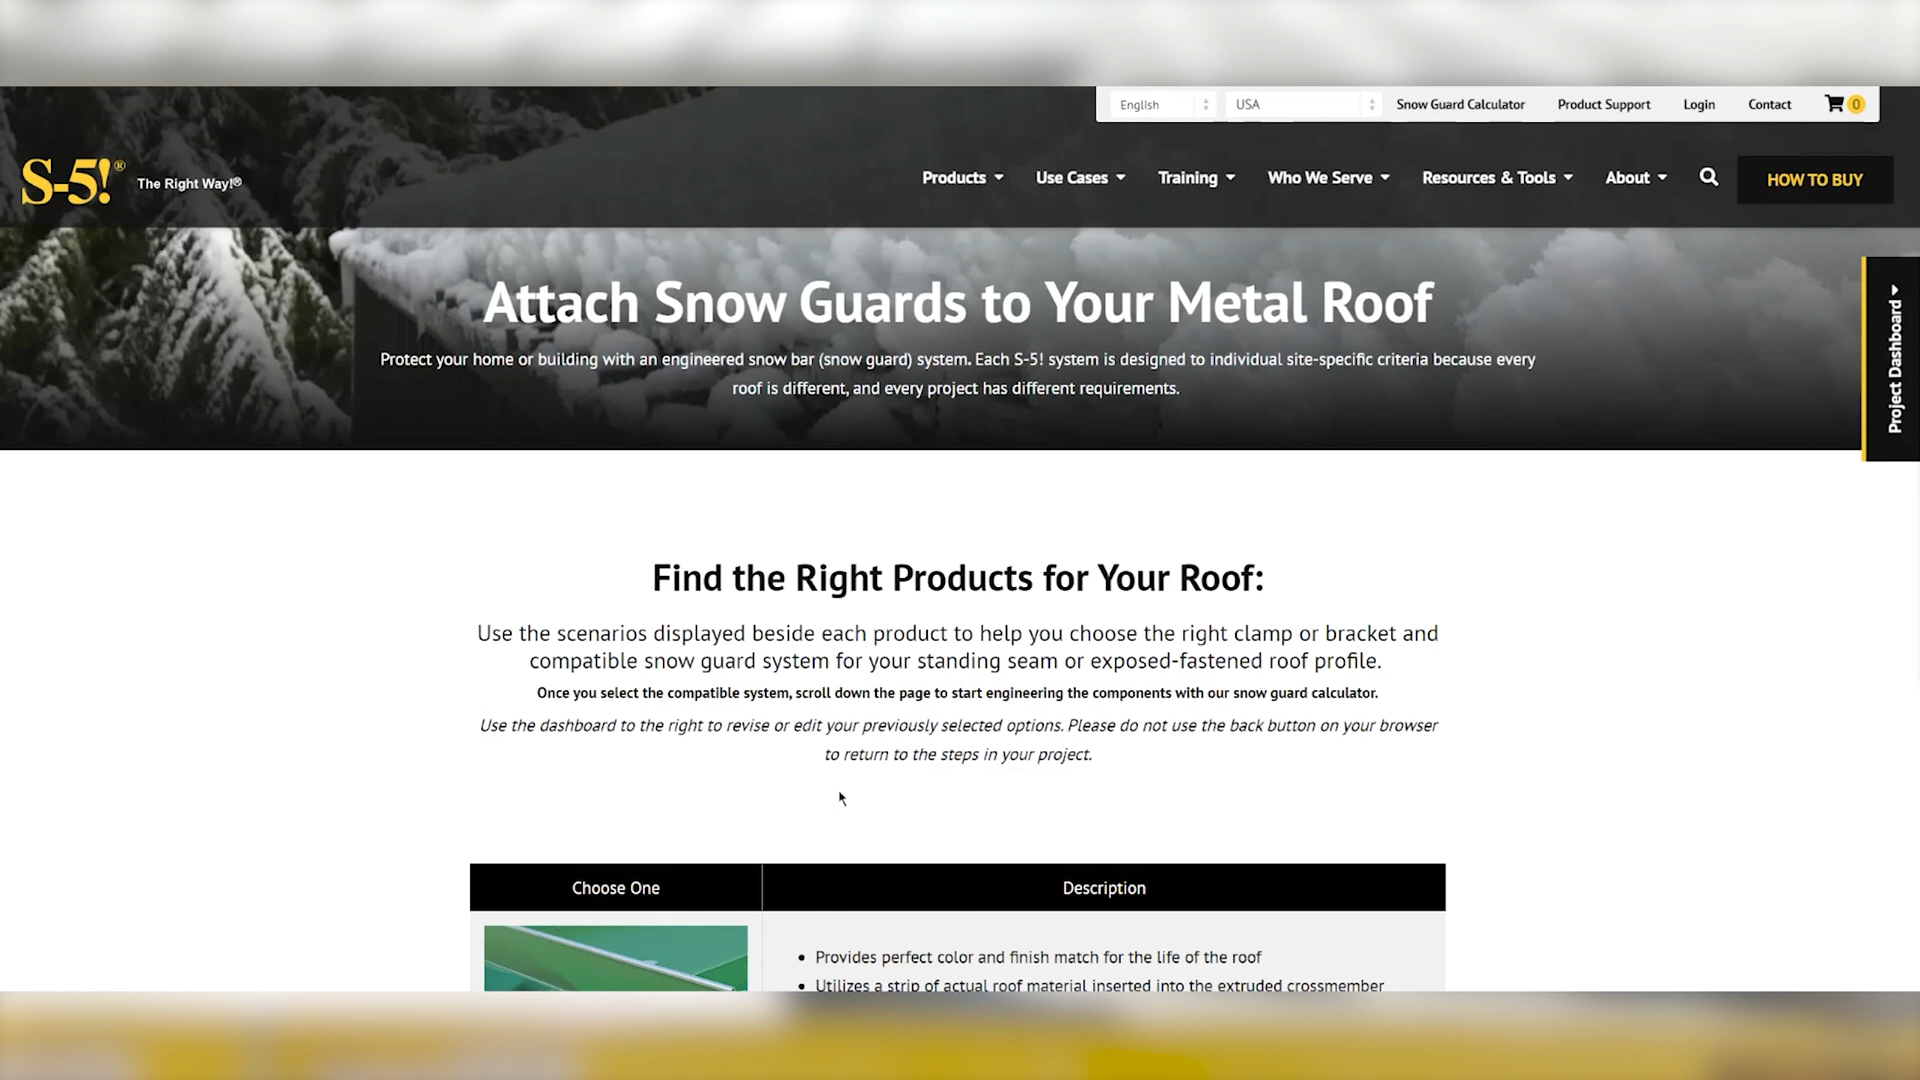 English
USA
Snow Guard Calculator
Product Support
Login
Contact
0
S-5!®
The Right Way!®
Products
Use Cases
Training
Who We Serve
Resources & Tools
About
HOW TO BUY
Attach Snow Guards to Your Metal Roof
Protect your home or building with an engineered snow bar (snow guard) system. Each S-5! system is designed to individual site-specific criteria because every
roof is different, and every project has different requirements.
Project Dashboard
Find the Right Products for Your Roof:
Use the scenarios displayed beside each product to help you choose the right clamp or bracket and
compatible snow guard system for your standing seam or exposed-fastened roof profile.
Once you select the compatible system, scroll down the page to start engineering the components with our snow guard calculator.
Use the dashboard to the right to revise or edit your previously selected options. Please do not use the back button on your browser
to return to the steps in your project.
Choose One
Description
• Provides perfect color and finish match for the life of the roof
• Utilizes a strip of actual roof material inserted into the extruded crossmember